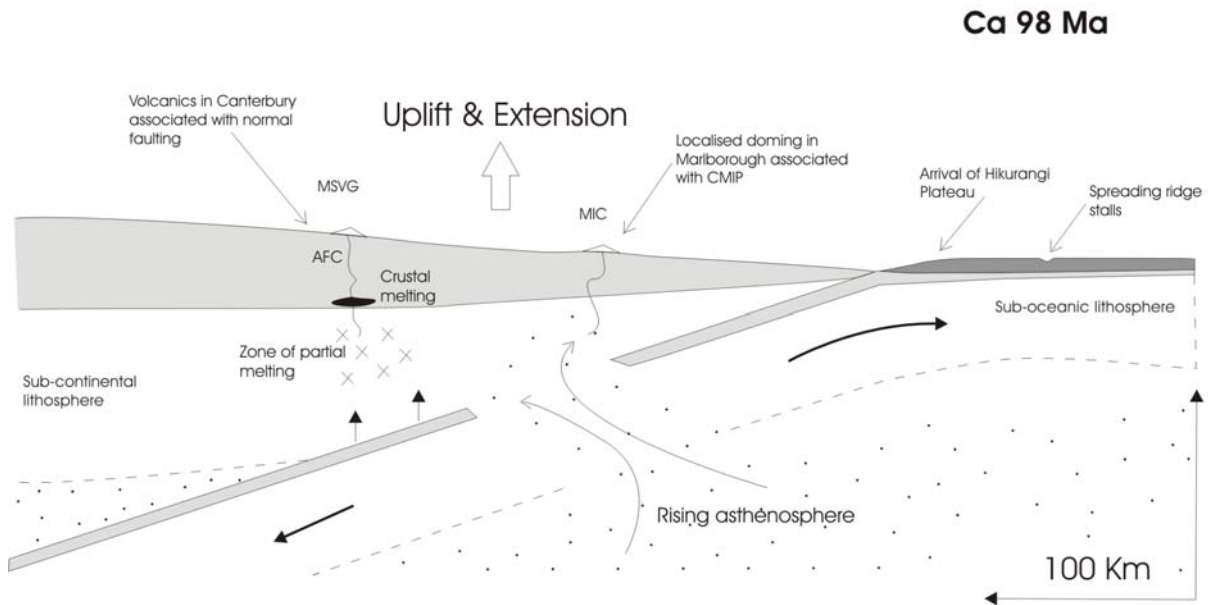 Ca 98 Ma
Volcanics in Canterbury
associated with normal
faulting
Uplift & Extension
Localised doming in
Marlborough associated
with CMIP
Arrival of Hikurangi
Plateau
Spreading ridge
stalls
MSVG
MIC
AFC
Crustal
melting
Sub-oceanic lithosphere
Zone of partial
melting
Sub-continental
lithosphere
Rising asthenosphere
100 Km